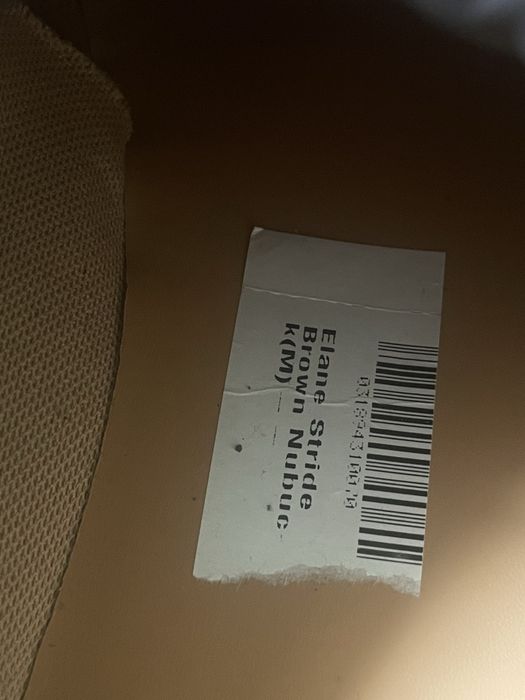 Elane Stride
Brown Nubuc
k(M)